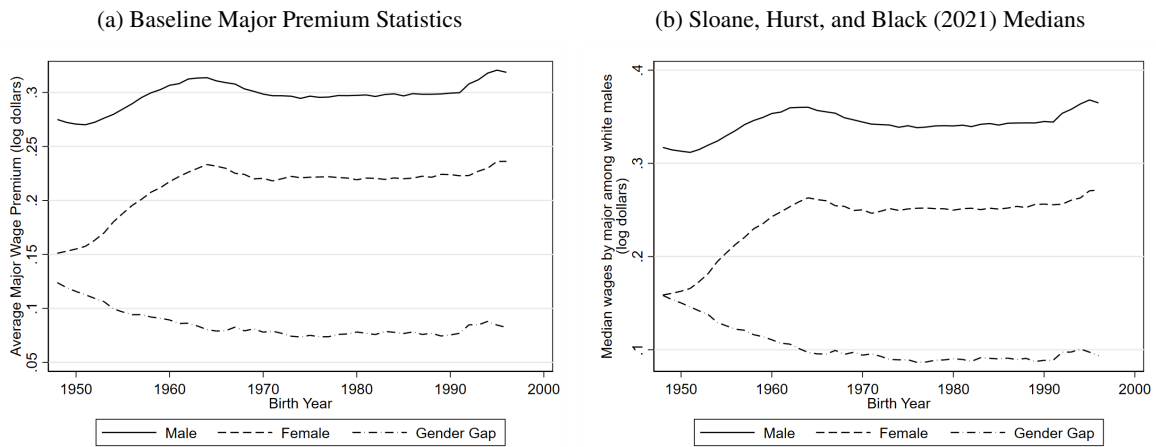 (a) Baseline Major Premium Statistics
Average Major Wage Premium (log dollars)
.3
.25
.2
.15
.1
.05
1950 1960 1970 1980 1990 2000
Birth Year
Male Female Gender Gap
(b) Sloane, Hurst, and Black (2021) Medians
Median wages by major among white males
(log dollars)
.4
.3
.2
.1
1950 1960 1970 1980 1990 2000
Birth Year
Male Female Gender Gap